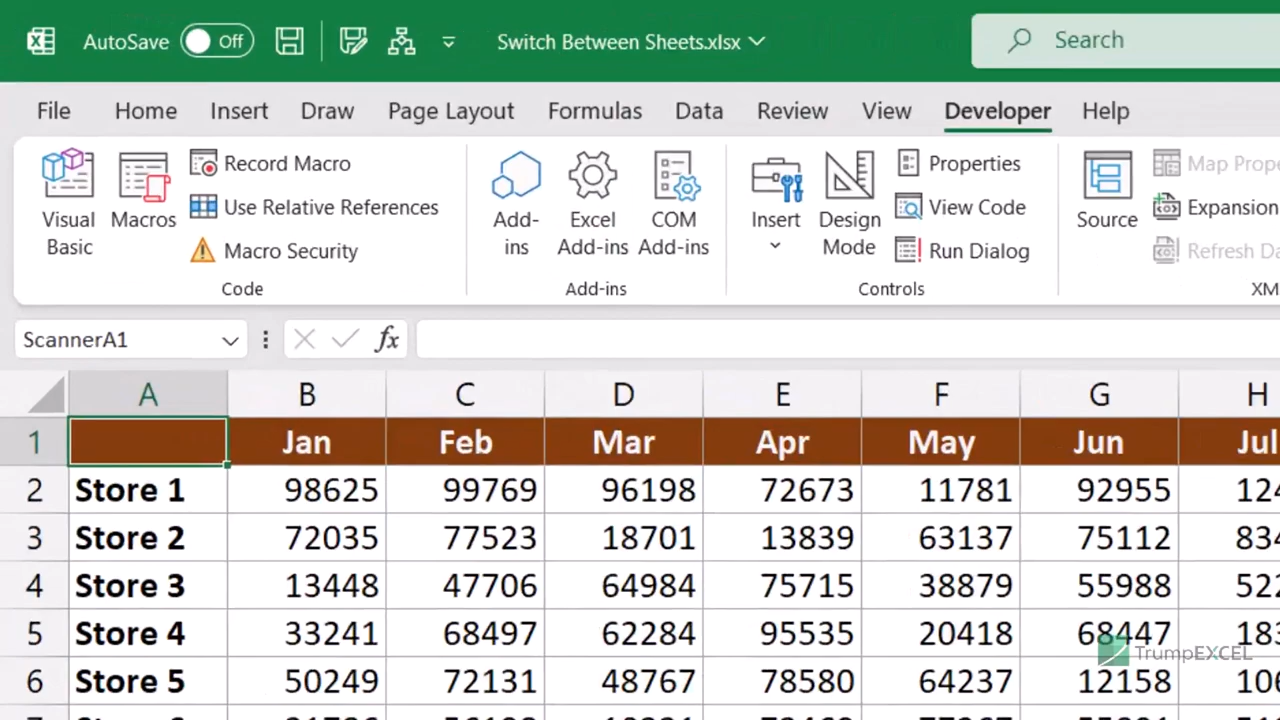 AutoSave Off Switch Between Sheets.xlsx Search
File Home Insert Draw Page Layout Formulas Data Review View Developer Help
Visual Basic
Macros
Record Macro
Use Relative References
Macro Security
Code
Add-ins
Excel Add-ins
COM Add-ins
Add-ins
Insert
Design Mode
Properties
View Code
Run Dialog
Controls
Source
Map Prope
Expansion
Refresh Da
XM
ScannerA1 fx
A B C D E F G H
1 Jan Feb Mar Apr May Jun Jul
2 Store 1 98625 99769 96198 72673 11781 92955 124
3 Store 2 72035 77523 18701 13839 63137 75112 834
4 Store 3 13448 47706 64984 75715 38879 55988 522
5 Store 4 33241 68497 62284 95535 20418 68447 183
TrumpEXCEL
6 Store 5 50249 72131 48767 78580 64237 12158 106